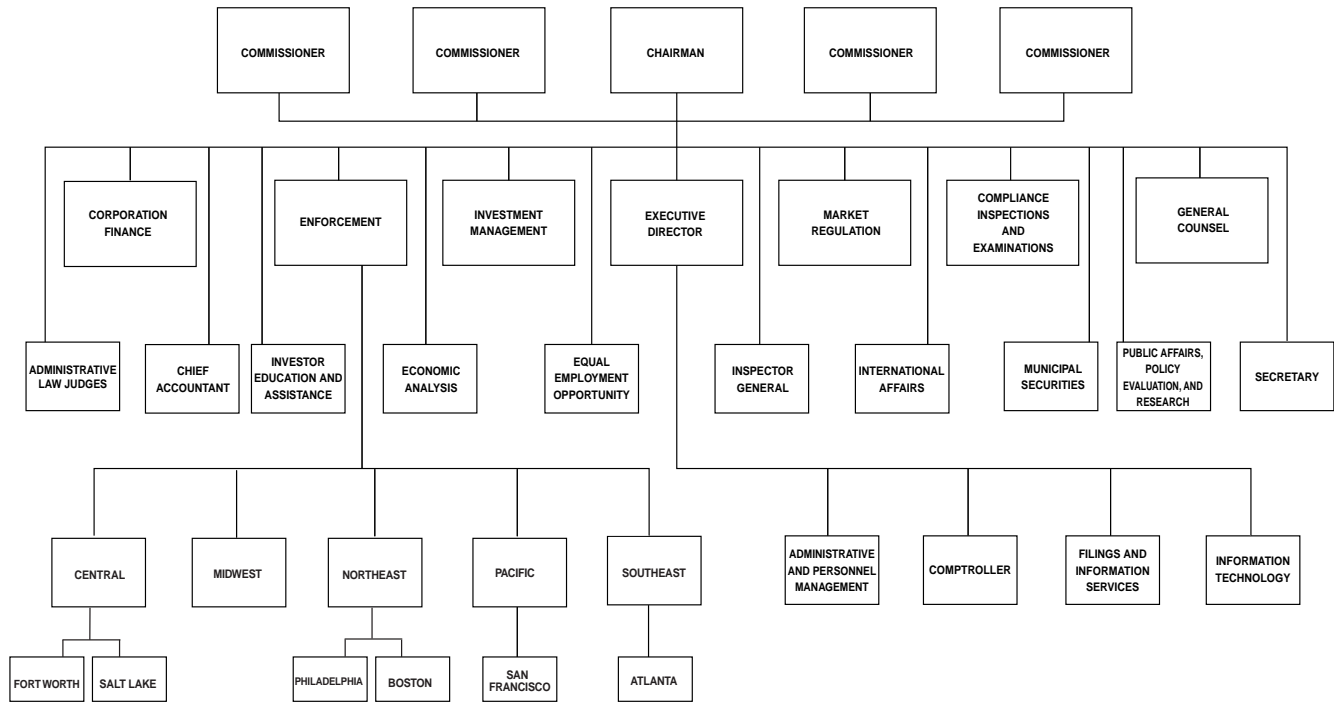 COMMISSIONER
COMMISSIONER
CHAIRMAN
COMMISSIONER
COMMISSIONER
CORPORATION
FINANCE
ENFORCEMENT
INVESTMENT
MANAGEMENT
EXECUTIVE
DIRECTOR
MARKET
REGULATION
COMPLIANCE
INSPECTIONS
AND
EXAMINATIONS
GENERAL
COUNSEL
ADMINISTRATIVE
LAW JUDGES
CHIEF
ACCOUNTANT
INVESTOR
EDUCATION AND
ASSISTANCE
ECONOMIC
ANALYSIS
EQUAL
EMPLOYMENT
OPPORTUNITY
INSPECTOR
GENERAL
INTERNATIONAL
AFFAIRS
MUNICIPAL
SECURITIES
PUBLIC AFFAIRS,
POLICY
EVALUATION, AND
RESEARCH
SECRETARY
CENTRAL
MIDWEST
NORTHEAST
PACIFIC
SOUTHEAST
ADMINISTRATIVE
AND PERSONNEL
MANAGEMENT
COMPTROLLER
FILINGS AND
INFORMATION
SERVICES
INFORMATION
TECHNOLOGY
FORT WORTH
SALT LAKE
PHILADELPHIA
BOSTON
SAN
FRANCISCO
ATLANTA